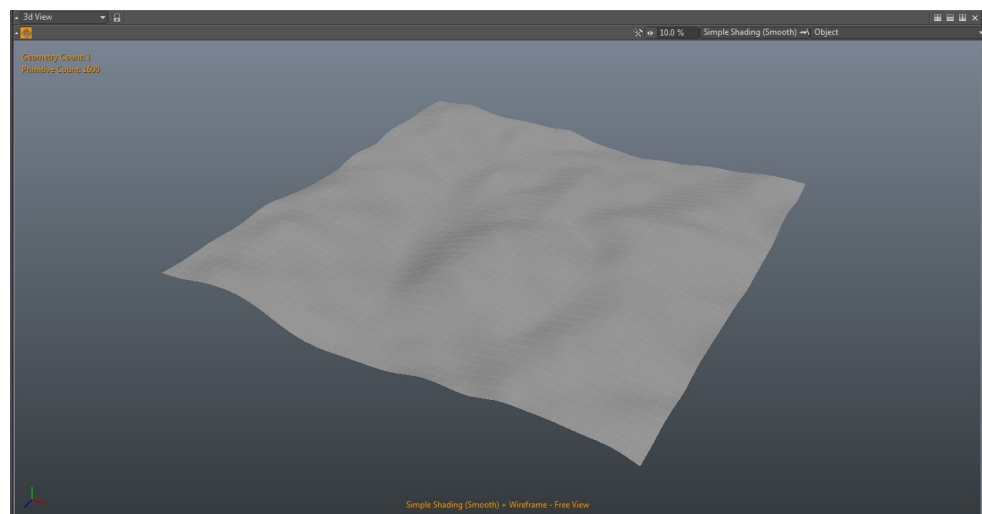 3d View
10.0 % Simple Shading (Smooth) Object
Geometry Count: 1
Primitive Count: 1600
Simple Shading (Smooth) + Wireframe - Free View